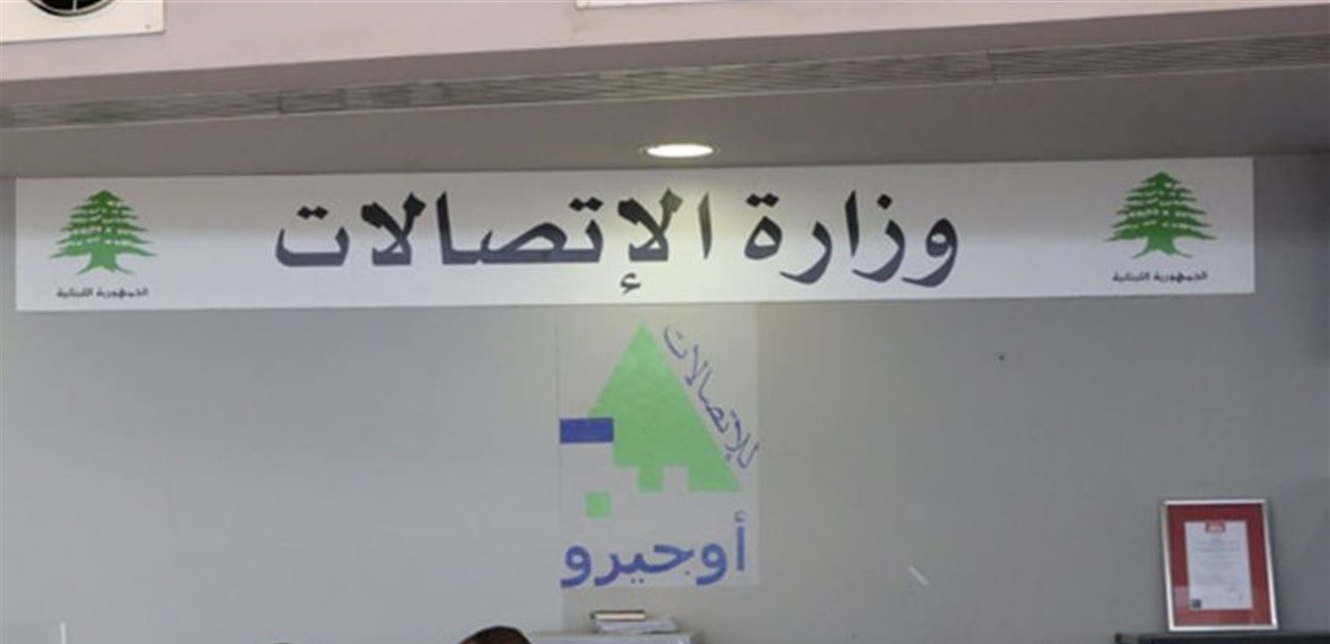 وزارة الإتصالات
الجمهورية اللبنانية
الجمهورية اللبنانية
للإتصالات
أوجيرو